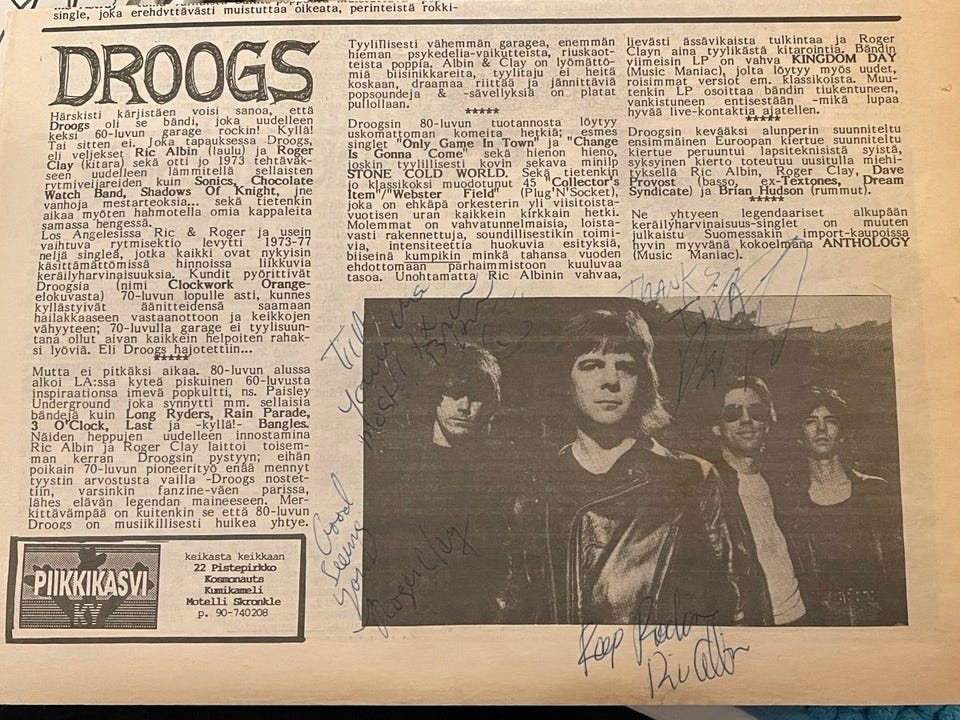 single, joka erehdyttävästi muistuttaa oikeata, perinteistä rokki-
DROOGS
Härskisti kärjistäen voisi sanoa, että
Droogs oli se bändi, joka uudelleen
keksi 60-luvun garage rockin! Kyllä!
Tai sitten ei. Joka tapauksessa Droogs,
eli veljekset Ric Albin (laulu) ja Roger
Clay (kitara) sekä otti jo 1973 tehtäväk-
seen uudelleen lämmitellä sellaisten
rytmiveijareiden kuin Sonics, Chocolate
Watch Band, Shadows Of Knight, jne
vanhoja mestarteoksia... sekä tietenkin
aikaa myöten hahmotella omia kappaleita
samassa hengessä.
Los Angelesissa Ric & Roger ja usein
vaihtuva rytmisektio levytti 1973-77
neljä singleä, jotka kaikki ovat nykyisin
käsittämättömissä hinnoissa liikkuvia
keräilyharvinaisuuksia. Kundit pyörittivät
Droogsia (nimi Clockwork Orange-
elokuvasta) 70-luvun lopulle asti, kunnes
kyllästyivät äänitteidensä saamaan
hailakkaaseen vastaanottoon ja keikkojen
vähyyteen; 70-luvulla garage ei tyylisuun-
tana ollut aivan kaikkein helpoiten rahak-
si lyöviä. Eli Droogs hajotettiin...
*****
Mutta ei pitkäksi aikaa. 80-luvun alussa
alkoi LA:ssa kyteä piskuinen 60-luvusta
inspiraationsa imevä popkultti, ns. Paisley
Underground joka synnytti mm. sellaisia
bändejä kuin Long Ryders, Rain Parade,
3 O'Clock, Last ja -kyllä!- Bangles.
Näiden heppujen uudelleen innostamina
Ric Albin ja Roger Clay laittoi toisem-
man kerran Droogsin pystyyn; eihän
poikain 70-luvun pioneerityö enää mennyt
tyystin arvostusta vailla -Droogs nostet-
tiin, varsinkin fanzine-väen parissa,
lähes elävän legendan maineeseen. Mer-
kittävämpää on kuitenkin se että 80-luvun
Droogs on musiikillisesti huikea yhtye.
Tyylillisesti vähemmän garagea, enemmän
hieman psykedelia-vaikutteista, riuskaot-
teista poppia. Albin & Clay on lyömättö-
miä biisinikkareita, tyylitaju ei heitä
koskaan, draamaa riittää ja jännittäviä
popsoundeja & -sävellyksiä on platat
pullollaan.
*****
Droogsin 80-luvun tuotannosta löytyy
uskomattoman komeita hetkiä; esmes
singlet "Only Game In Town" ja "Change
Is Gonna Come" sekä hienon hieno,
joskin tyylillisesti kovin sekava minilp
STONE COLD WORLD. Sekä tietenkin
jo klassikoksi muodotunut 45 "Collector's
Item"/"Webster Field" (Plug'N'Socket),
joka on ehkäpä orkesterin yli viisitoista-
vuotisen uran kaikkein kirkkain hetki.
Molemmat on vahvatunnelmaisia, loista-
vasti rakennettuja, soundillisestikin toimi-
via, intensiteettia huokuvia esityksiä,
biiseinä kumpikin minkä tahansa vuoden
ehdottomaan parhaimmistoon kuuluvaa
tasoa. Unohtamatta Ric Albinin vahvaa,
lievästi ässävikaista tulkintaa ja Roger
Clayn aina tyylikästä kitarointia. Bändin
viimeisin LP on vahva KINGDOM DAY
(Music Maniac), jolta löytyy myös uudet,
roisimmat versiot em. klassikoista. Muu-
tenkin LP osoittaa bändin tiukentuneen,
vankistuneen entisestään -mikä lupaa
hyvää live-kontaktia ajatellen.
*****
Droogsin kevääksi alunperin suunniteltu
ensimmäinen Euroopan kiertue suunniteltu
kiertue peruuntui lapsiteknisistä syistä,
syksyinen kierto toteutuu uusitulla miehi-
tyksellä Ric Albin, Roger Clay, Dave
Provost (basso, ex-Textones, Dream
Syndicate) ja Brian Hudson (rummut).
*****
Ne yhtyeen legendaariset alkupään
keräilyharvinaisuus-singlet on muuten
julkaistu Suomessakin import-kaupoissa
hyvin myyvänä kokoelmana ANTHOLOGY
(Music Maniac).
THANKS
Good
Seeing
You
Roger Clay
Keep Rockin
Ric Albin
PIIKKIKASVI
KY
keikasta keikkaan
22 Pistepirkko
Kosmonauts
Kumikameli
Motelli Skronkle
p. 90-740208